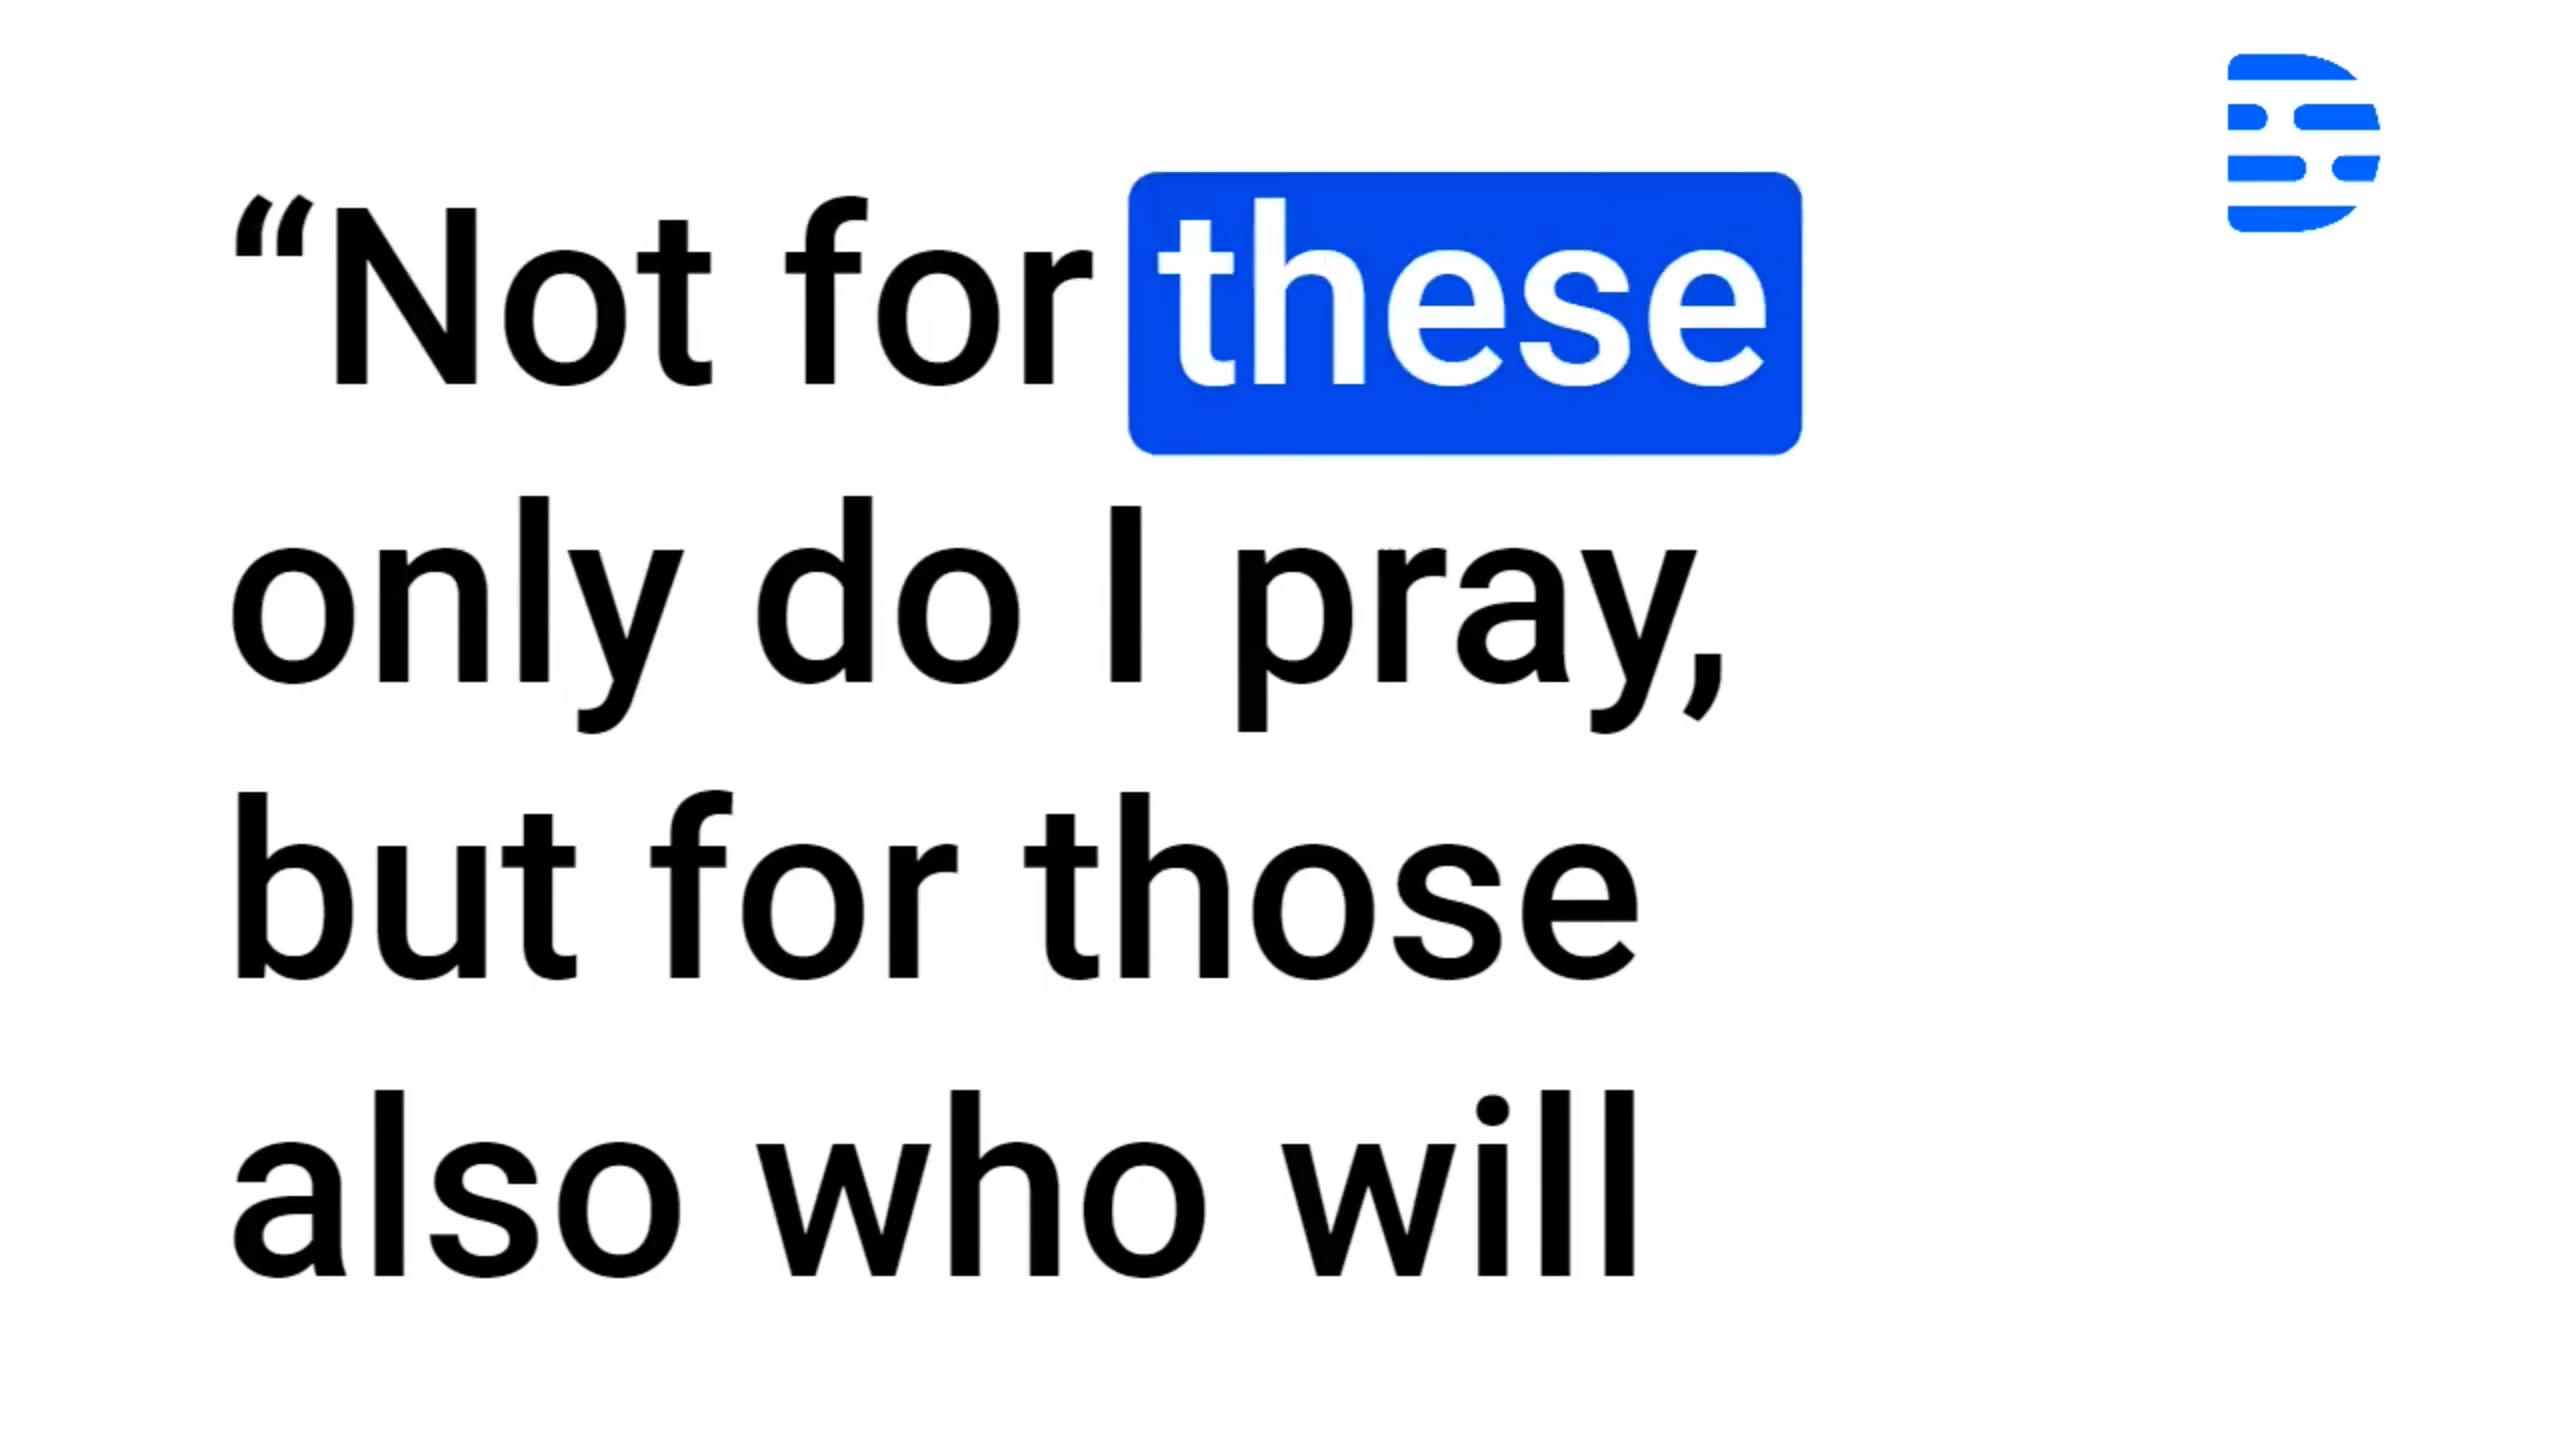 “Not for these
only do I pray,
but for those
also who will